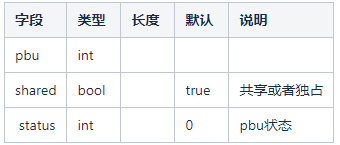 字段 类型 长度 默认 说明
pbu int
shared bool true 共享或者独占
status int 0 pbu状态